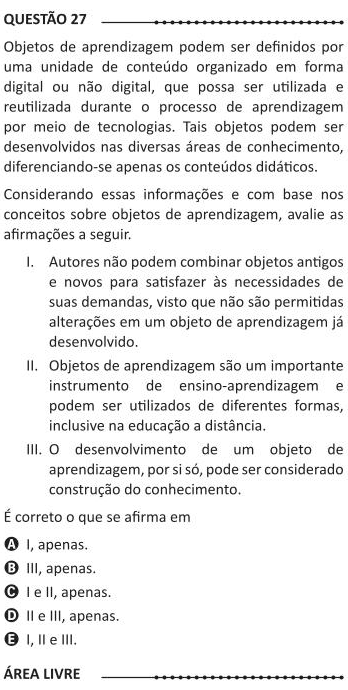 QUESTÃO 27
Objetos de aprendizagem podem ser definidos por
uma unidade de conteúdo organizado em forma
digital ou não digital, que possa ser utilizada e
reutilizada durante o processo de aprendizagem
por meio de tecnologias. Tais objetos podem ser
desenvolvidos nas diversas áreas de conhecimento,
diferenciando-se apenas os conteúdos didáticos.
Considerando essas informações e com base nos
conceitos sobre objetos de aprendizagem, avalie as
afirmações a seguir.
I. Autores não podem combinar objetos antigos
e novos para satisfazer às necessidades de
suas demandas, visto que não são permitidas
alterações em um objeto de aprendizagem já
desenvolvido.
II. Objetos de aprendizagem são um importante
instrumento de ensino-aprendizagem e
podem ser utilizados de diferentes formas,
inclusive na educação a distância.
III. O desenvolvimento de um objeto de
aprendizagem, por si só, pode ser considerado
construção do conhecimento.
É correto o que se afirma em
A I, apenas.
B III, apenas.
C I e II, apenas.
D II e III, apenas.
E I, II e III.
ÁREA LIVRE